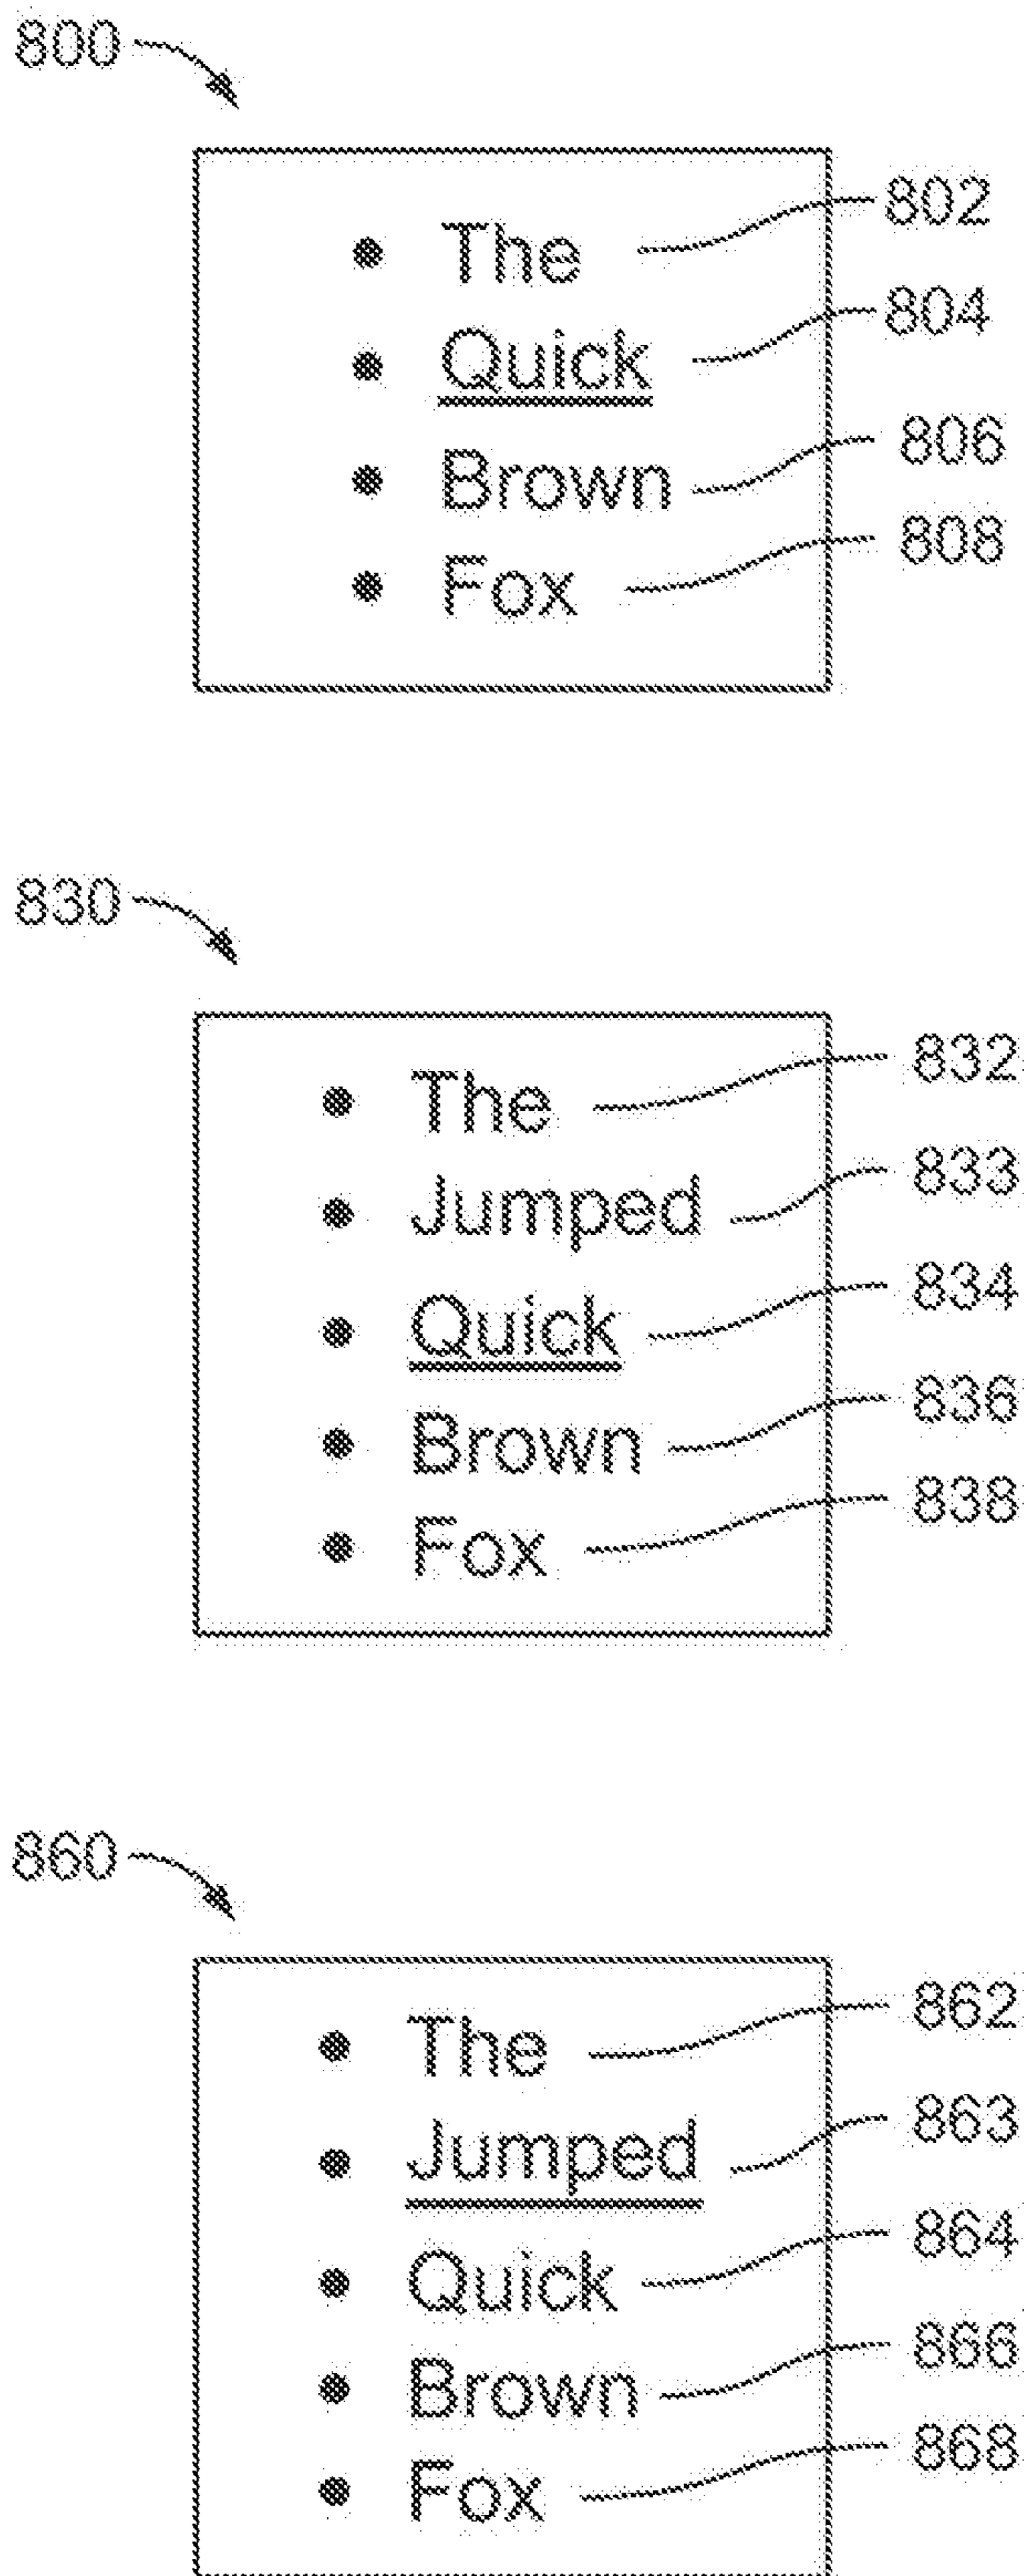 800
• The 802
• Quick 804
• Brown 806
• Fox 808
830
• The 832
• Jumped 833
• Quick 834
• Brown 836
• Fox 838
860
• The 862
• Jumped 863
• Quick 864
• Brown 866
• Fox 868